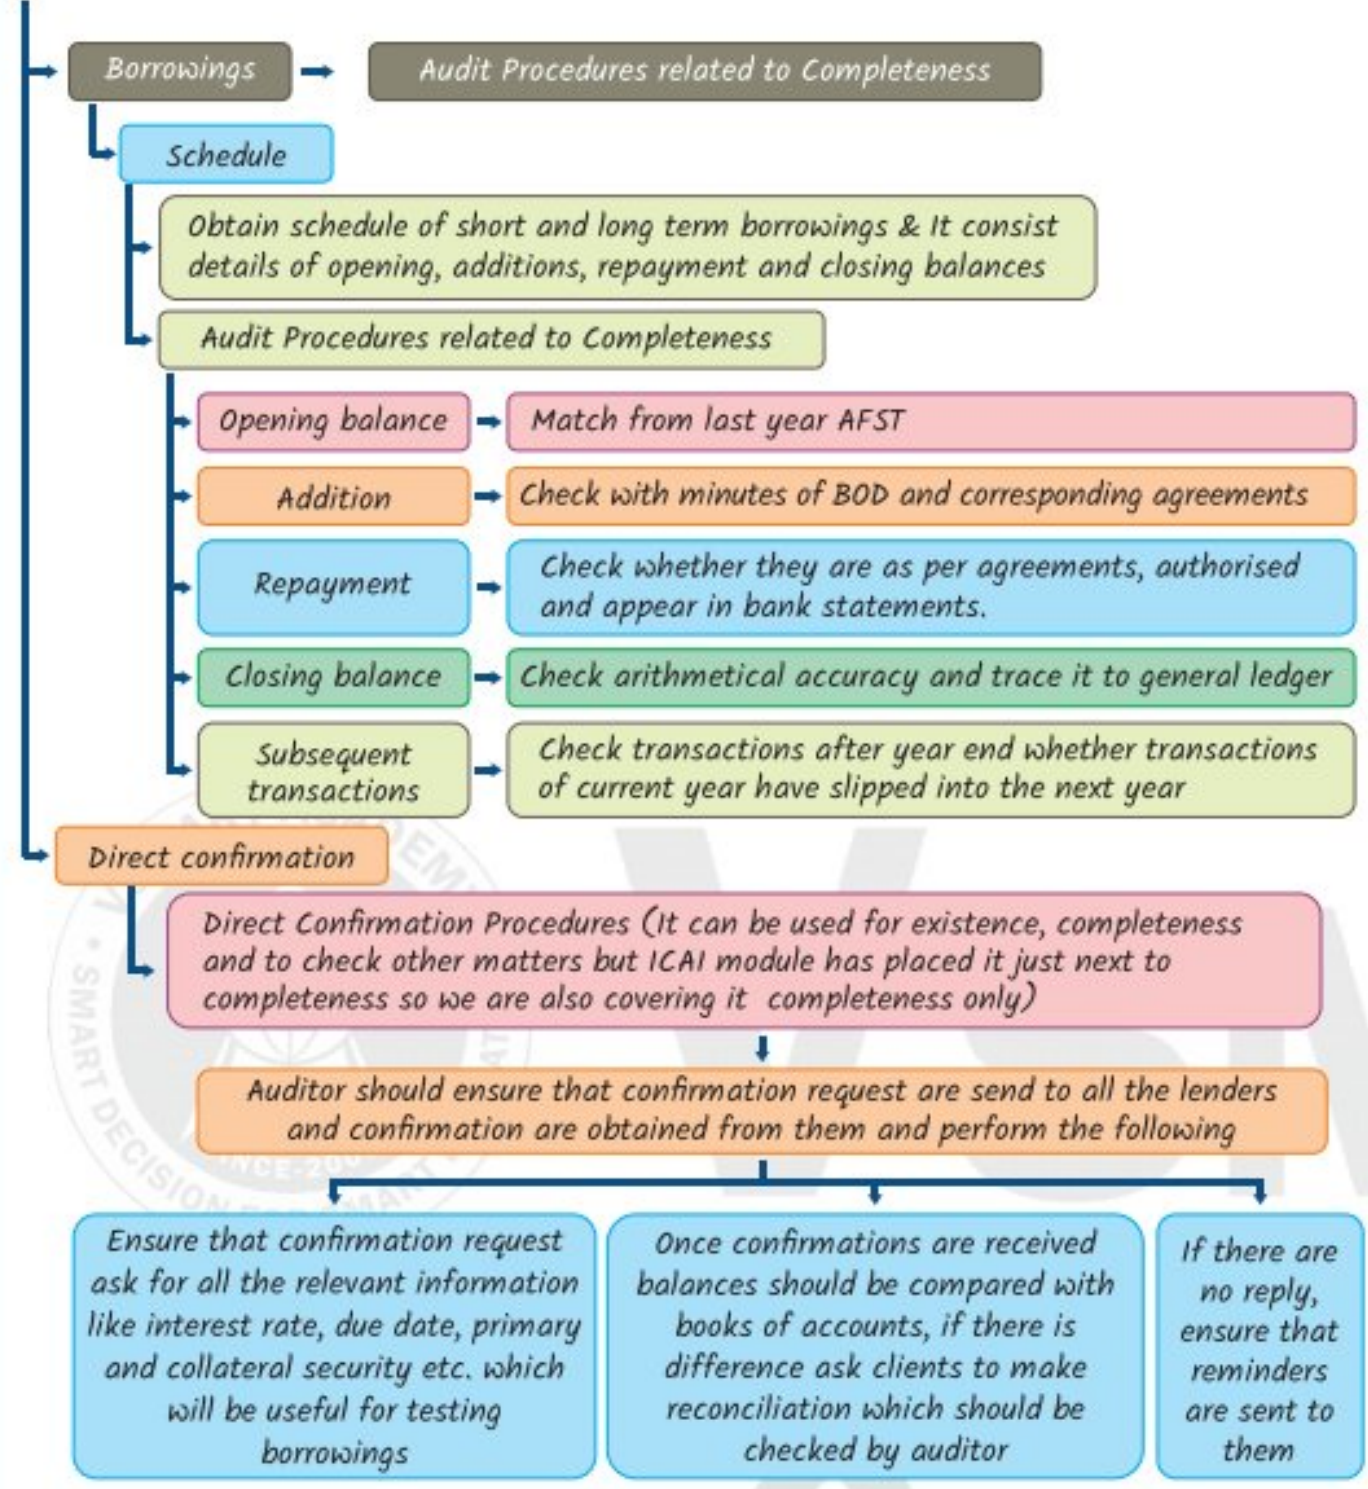 Borrowings
Audit Procedures related to Completeness
Schedule
Obtain schedule of short and long term borrowings & It consist
details of opening, additions, repayment and closing balances
Audit Procedures related to Completeness
Opening balance
Match from last year AFST
Addition
Check with minutes of BOD and corresponding agreements
Repayment
Check whether they are as per agreements, authorised
and appear in bank statements.
Closing balance
Check arithmetical accuracy and trace it to general ledger
Subsequent
transactions
Check transactions after year end whether transactions
of current year have slipped into the next year
Direct confirmation
Direct Confirmation Procedures (It can be used for existence, completeness
and to check other matters but ICAI module has placed it just next to
completeness so we are also covering it completeness only)
Auditor should ensure that confirmation request are send to all the lenders
and confirmation are obtained from them and perform the following
Ensure that confirmation request
ask for all the relevant information
like interest rate, due date, primary
and collateral security etc. which
will be useful for testing
borrowings
Once confirmations are received
balances should be compared with
books of accounts, if there is
difference ask clients to make
reconciliation which should be
checked by auditor
If there are
no reply,
ensure that
reminders
are sent to
them
SMART DECISION